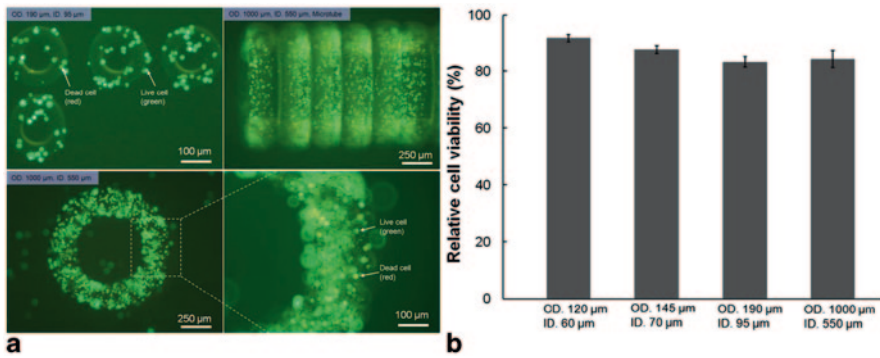 OD. 190 µm, ID. 95 µm
Dead cell
(red)
Live cell
(green)
100 µm
OD. 1000 µm, ID. 550 µm, Microtube
250 µm
OD. 1000 µm, ID. 550 µm
250 µm
Live cell
(green)
Dead cell
(red)
100 µm
a
Relative cell viability (%)
100
80
60
40
20
0
OD. 120 µm
ID. 60 µm
OD. 145 µm
ID. 70 µm
OD. 190 µm
ID. 95 µm
OD. 1000 µm
ID. 550 µm
b